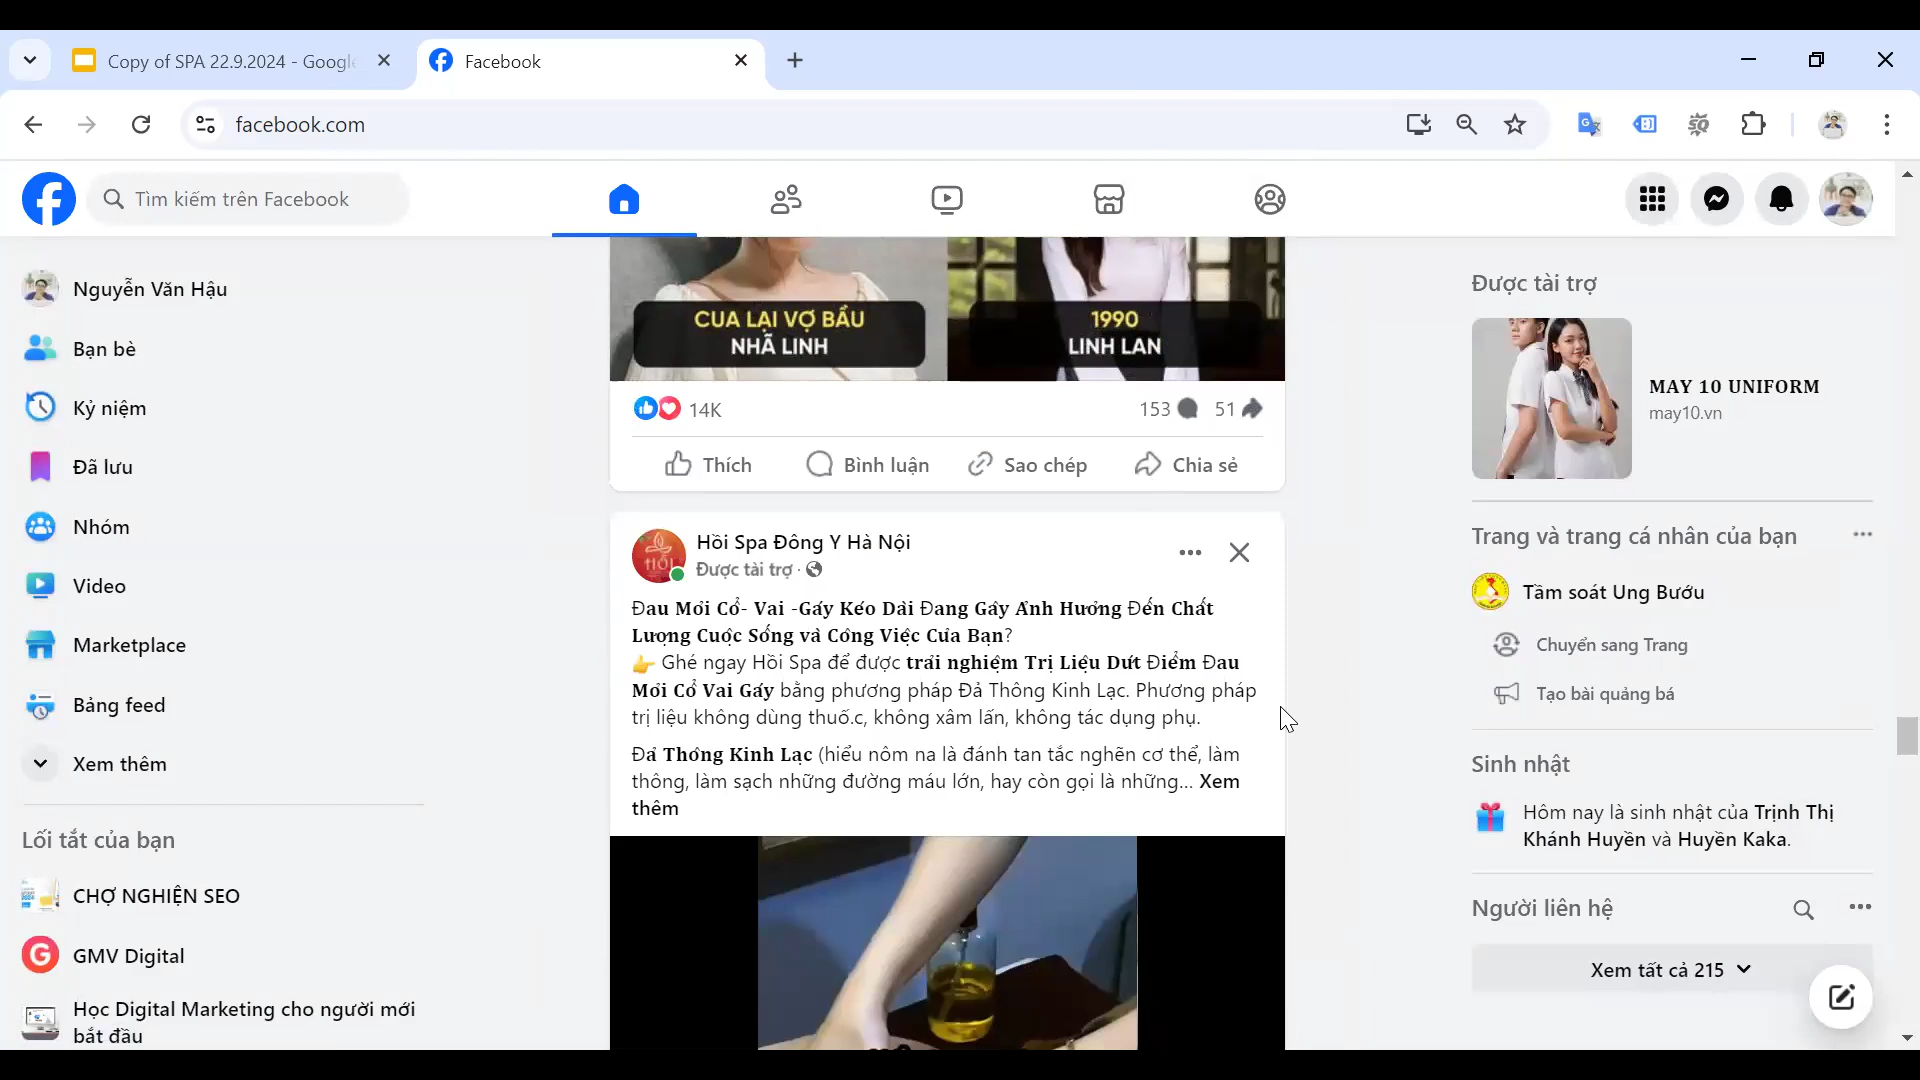 Copy of SPA 22.9.2024 - Google
Facebook
facebook.com
Tìm kiếm trên Facebook
Nguyễn Văn Hậu
Bạn bè
Kỷ niệm
Đã lưu
Nhóm
Video
Marketplace
Bảng feed
Xem thêm
Lối tắt của bạn
CHỢ NGHIỆN SEO
GMV Digital
Học Digital Marketing cho người mới
bắt đầu
CUA LẠI VỢ BẦU
NHÃ LINH
1990
LINH LAN
14K
153
51
Thích
Bình luận
Sao chép
Chia sẻ
HỒI
Hồi Spa Đông Y Hà Nội
Được tài trợ ·
Đau Mỏi Cổ- Vai -Gáy Kéo Dài Đang Gây Ảnh Hưởng Đến Chất
Lượng Cuộc Sống và Công Việc Của Bạn?
👉 Ghé ngay Hồi Spa để được trải nghiệm Trị Liệu Dứt Điểm Đau
Mỏi Cổ Vai Gáy bằng phương pháp Đả Thông Kinh Lạc. Phương pháp
trị liệu không dùng thuố.c, không xâm lấn, không tác dụng phụ.
Đả Thông Kinh Lạc (hiểu nôm na là đánh tan tắc nghẽn cơ thể, làm
thông, làm sạch những đường máu lớn, hay còn gọi là những... Xem
thêm
Được tài trợ
MAY 10 UNIFORM
may10.vn
Trang và trang cá nhân của bạn
Tầm soát Ung Bướu
Chuyển sang Trang
Tạo bài quảng bá
Sinh nhật
Hôm nay là sinh nhật của Trịnh Thị
Khánh Huyền và Huyền Kaka.
Người liên hệ
Xem tất cả 215